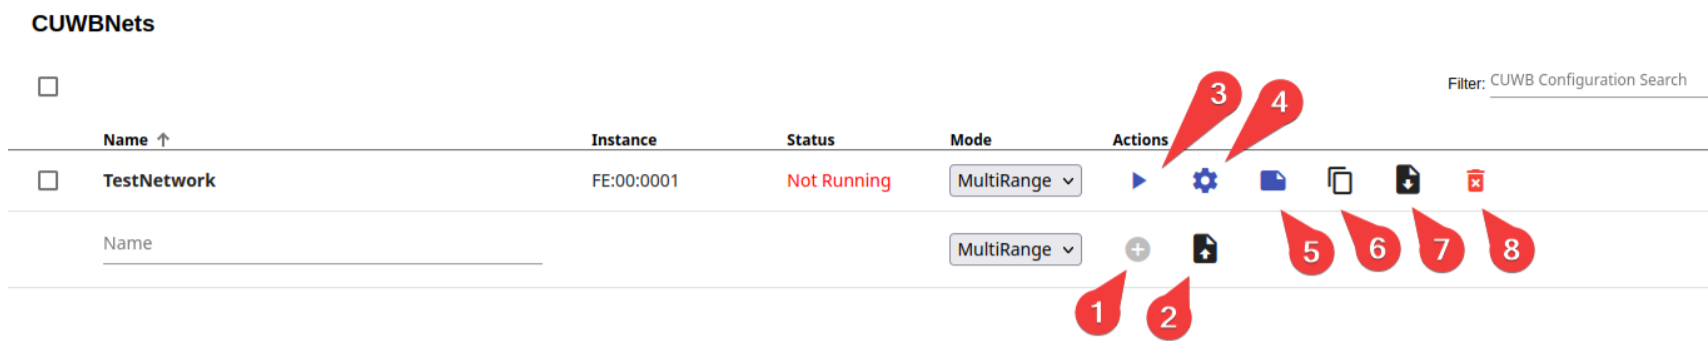 CUWBNets
Filter: CUWB Configuration Search
Name Instance Status Mode Actions
TestNetwork FE:00:0001 Not Running MultiRange
Name MultiRange
3 4
5 6 7 8
1 2